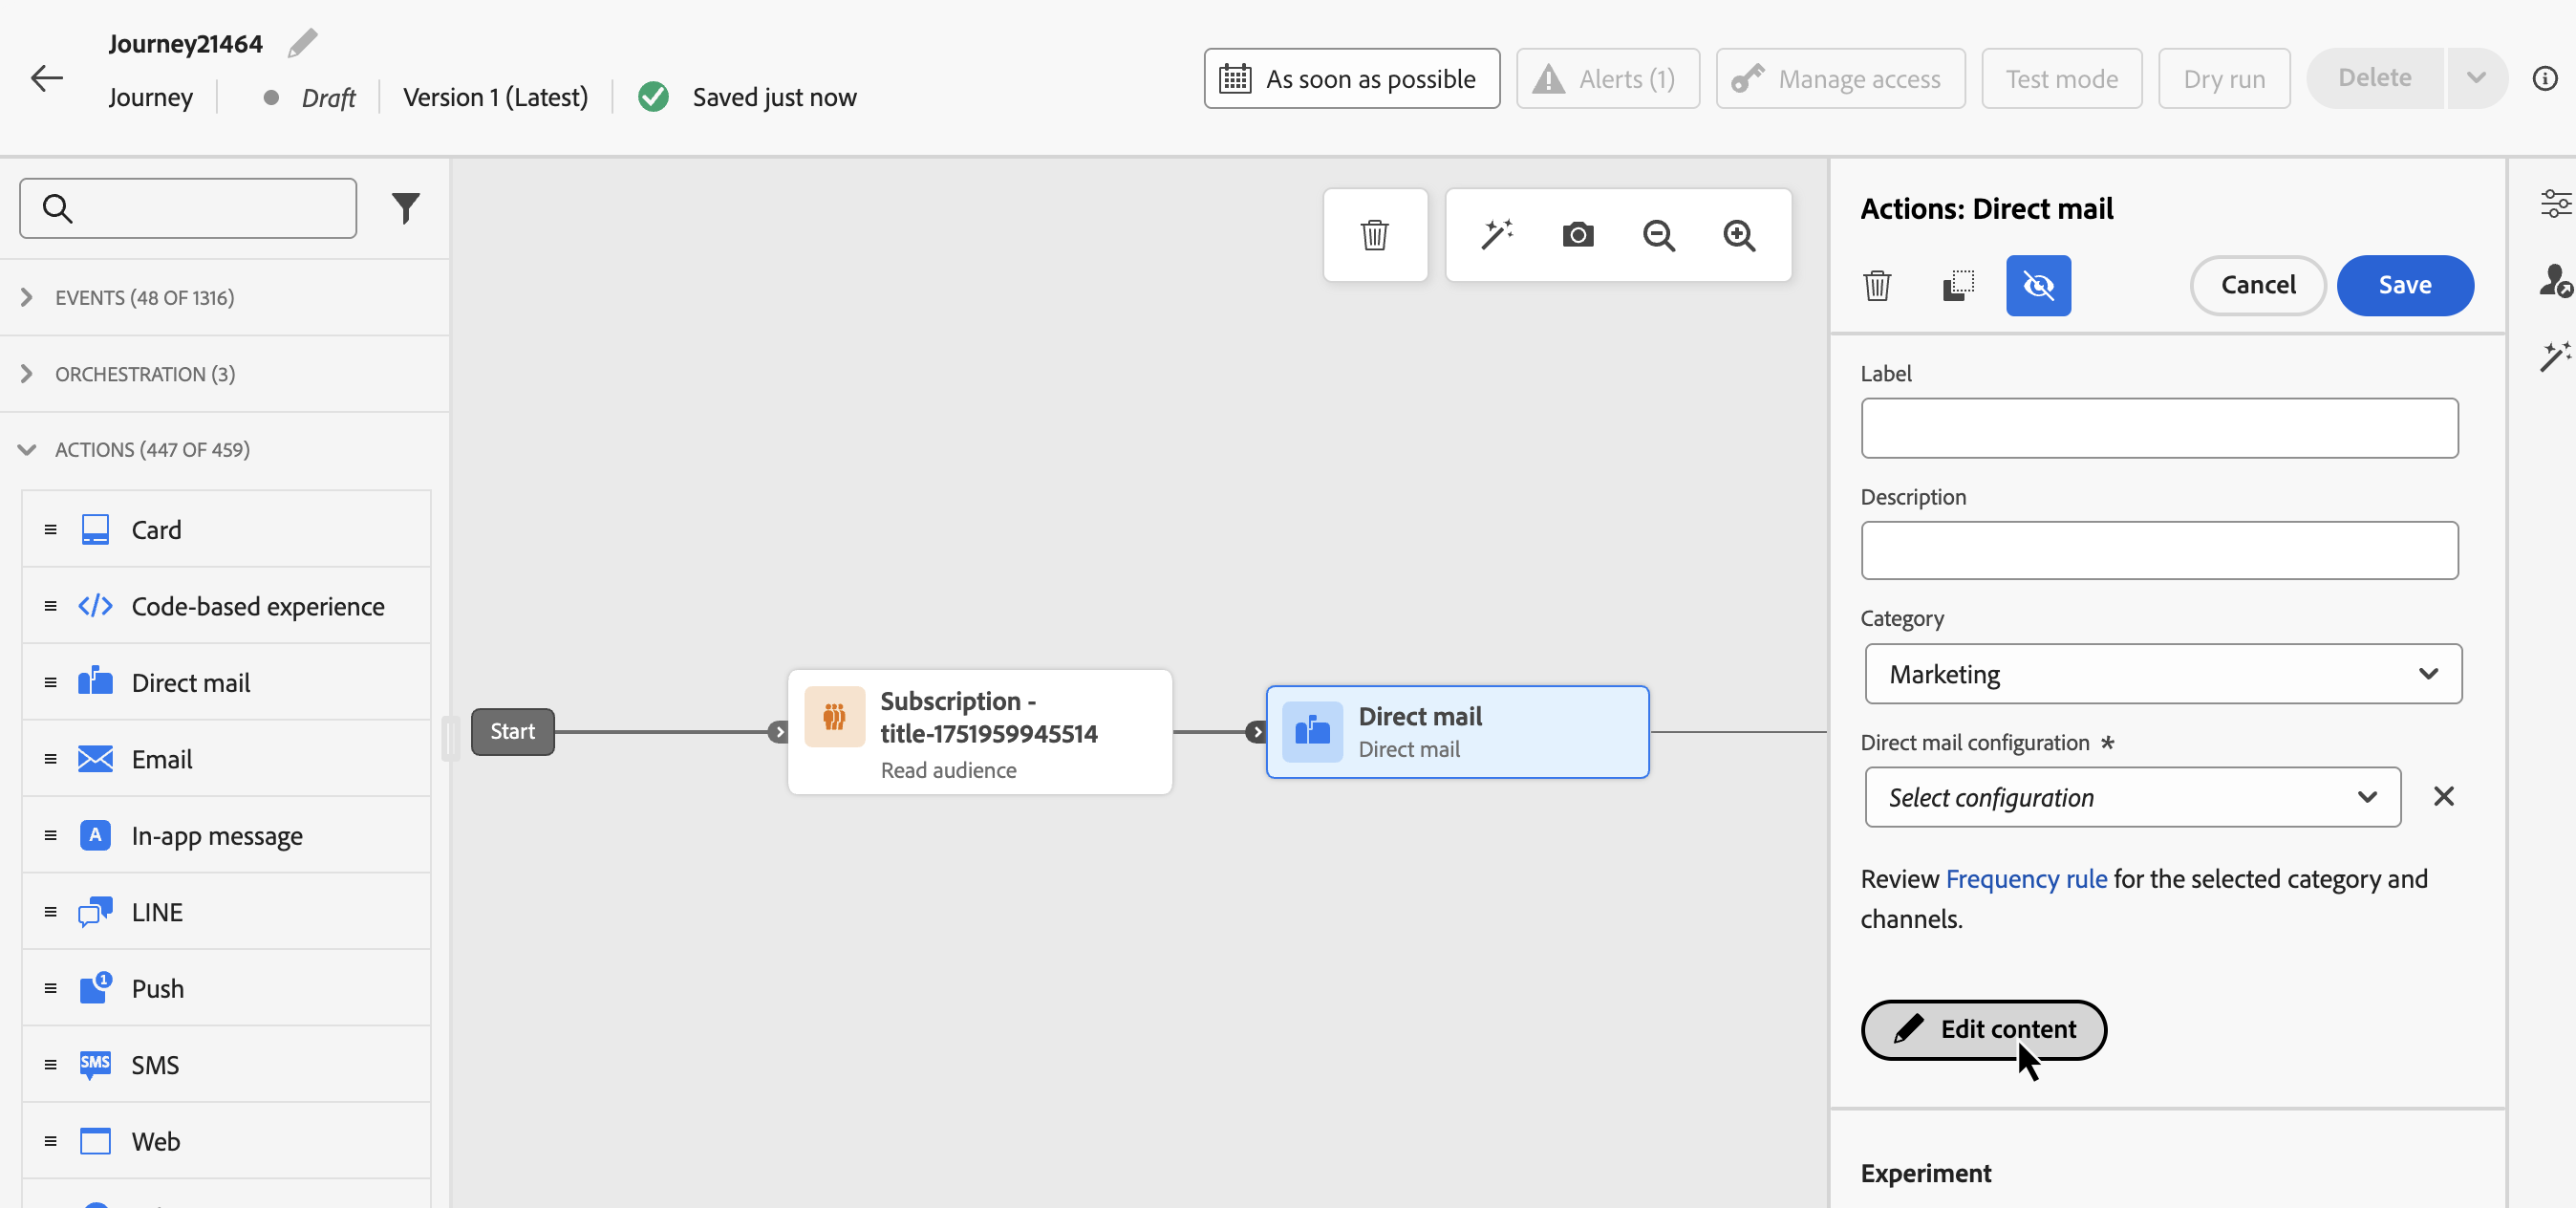 Journey21464
Journey
Draft
Version 1 (Latest)
Saved just now
As soon as possible
Alerts (1)
Manage access
Test mode
Dry run
Delete
EVENTS (48 OF 1316)
ORCHESTRATION (3)
ACTIONS (447 OF 459)
Card
Code-based experience
Direct mail
Email
A
In-app message
LINE
1
Push
SMS
SMS
Web
Start
Subscription -
title-1751959945514
Read audience
Direct mail
Direct mail
Actions: Direct mail
Cancel
Save
Label
Description
Category
Marketing
Direct mail configuration *
Select configuration
Review Frequency rule for the selected category and
channels.
Edit content
Experiment